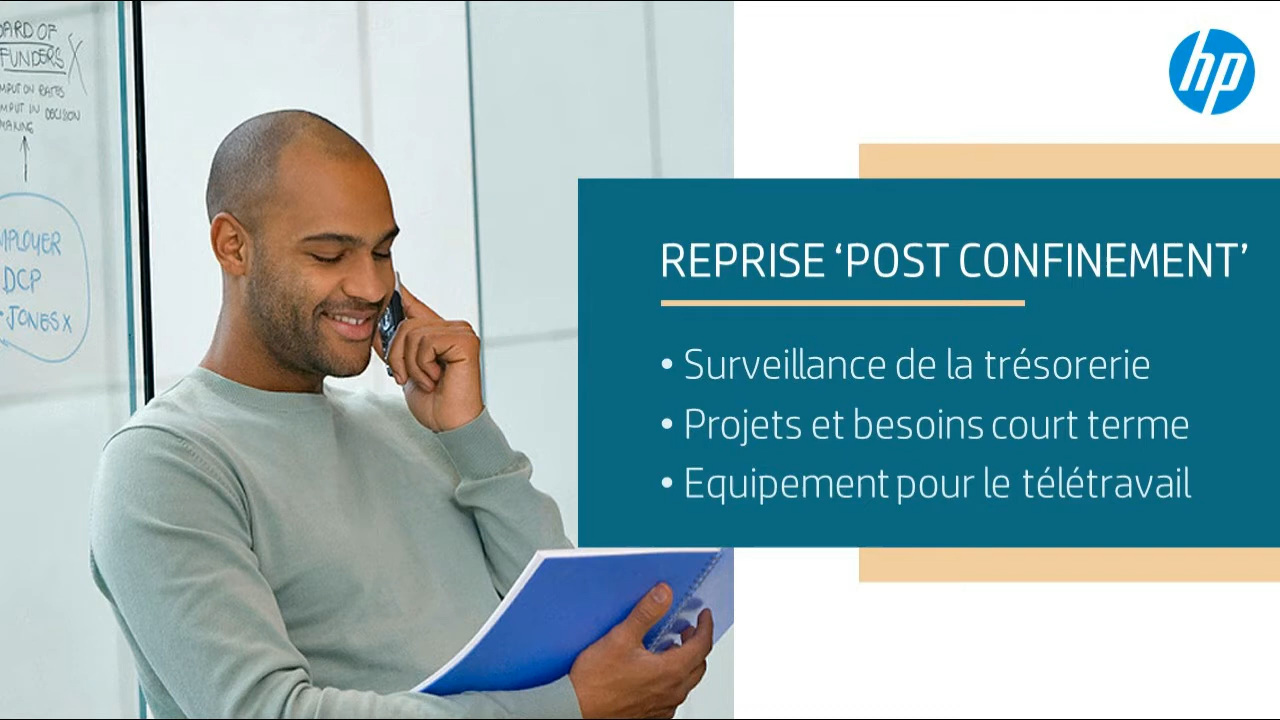 BOARD OF
FUNDERS
INPUT ON RATES
INPUT IN DECISION
MAKING
EMPLOYER
DCP
JONES X
hp
REPRISE ‘POST CONFINEMENT’
• Surveillance de la trésorerie
• Projets et besoins court terme
• Equipement pour le télétravail